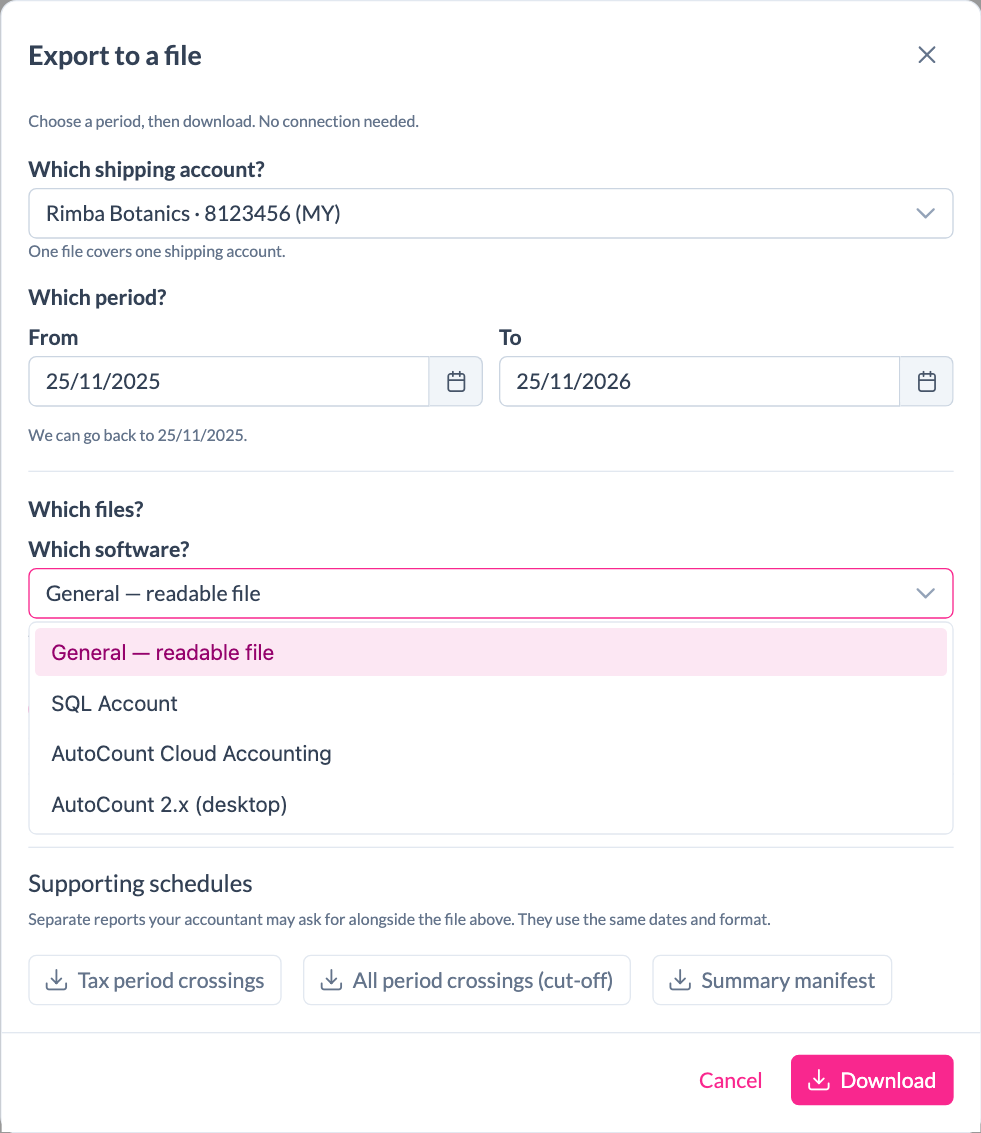 Export to a file
Choose a period, then download. No connection needed.
Which shipping account?
Rimba Botanics · 8123456 (MY)
One file covers one shipping account.
Which period?
From
To
25/11/2025
25/11/2026
We can go back to 25/11/2025.
Which files?
Which software?
General — readable file
General — readable file
SQL Account
AutoCount Cloud Accounting
AutoCount 2.x (desktop)
Supporting schedules
Separate reports your accountant may ask for alongside the file above. They use the same dates and format.
Tax period crossings
All period crossings (cut-off)
Summary manifest
Cancel
Download